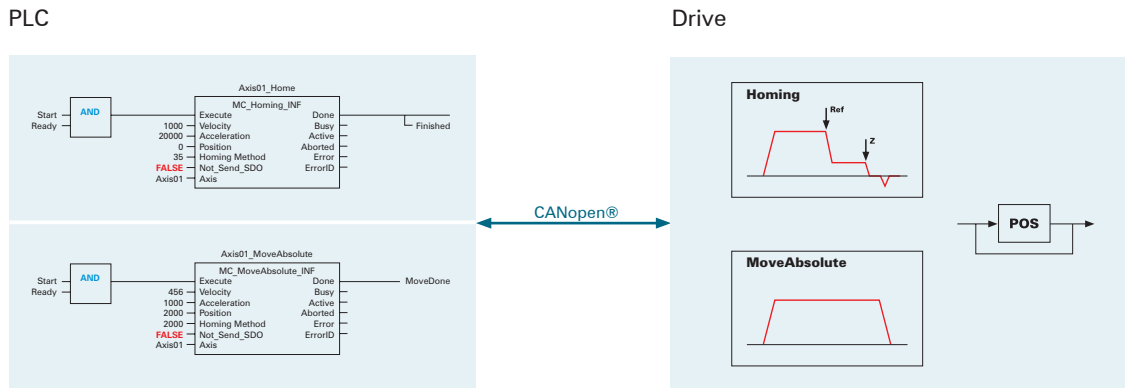 PLC
Drive
Axis01_Home
MC_Homing_INF
AND
Start
Ready
Execute Done
1000 Velocity Busy
20000 Acceleration Active
0 Position Aborted
35 Homing Method Error
FALSE Not_Send_SDO ErrorID
Axis01 Axis
Finished
Axis01_MoveAbsolute
MC_MoveAbsolute_INF
AND
Start
Ready
Execute Done
456 Velocity Busy
1000 Acceleration Active
2000 Position Aborted
2000 Homing Method Error
FALSE Not_Send_SDO ErrorID
Axis01 Axis
MoveDone
CANopen®
Homing
Ref
Z
MoveAbsolute
POS